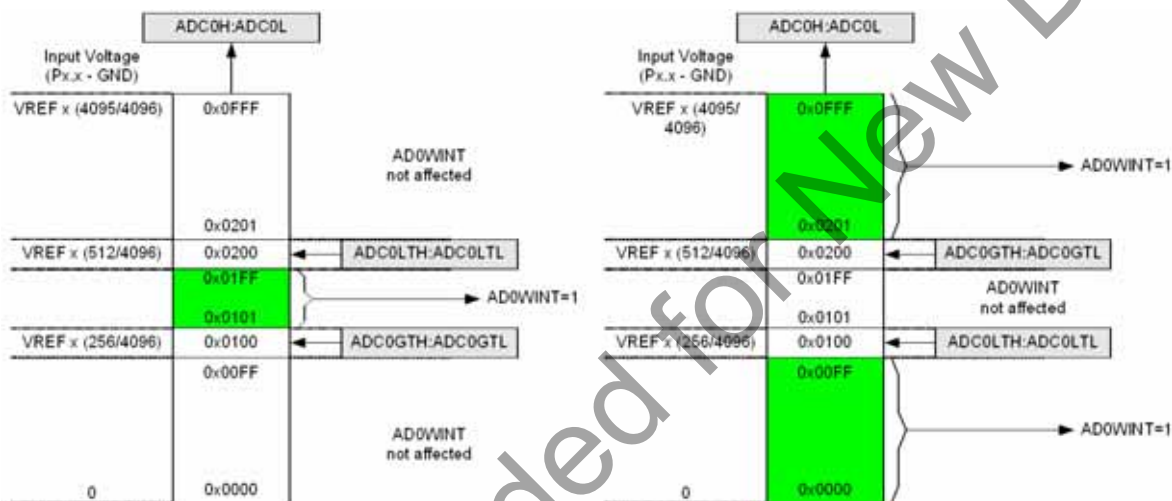 ADC0H:ADC0L
Input Voltage
(Px.x - GND)
VREF x (4095/4096)
0x0FFF
AD0WINT
not affected
0x0201
VREF x (512/4096)
0x0200
ADC0LTH:ADC0LTL
0x01FF
AD0WINT=1
0x0101
VREF x (256/4096)
0x0100
ADC0GTH:ADC0GTL
0x00FF
AD0WINT
not affected
0
0x0000
ADC0H:ADC0L
Input Voltage
(Px.x - GND)
VREF x (4095/
4096)
0x0FFF
AD0WINT=1
0x0201
VREF x (512/4096)
0x0200
ADC0GTH:ADC0GTL
0x01FF
AD0WINT
not affected
0x0101
VREF x (256/4096)
0x0100
ADC0LTH:ADC0LTL
0x00FF
AD0WINT=1
0
0x0000
ded for New D